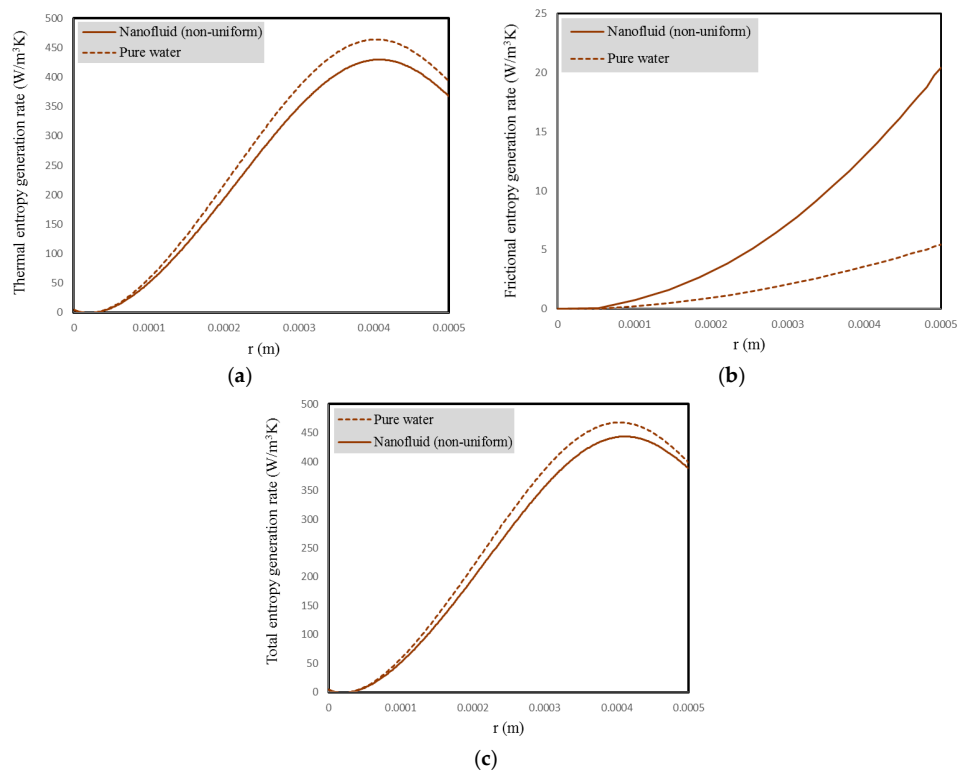 Thermal entropy generation rate (W/m³K)
500
450
400
350
300
250
200
150
100
50
0
Nanofluid (non-uniform)
Pure water
0 0.0001 0.0002 0.0003 0.0004 0.0005
r (m)
(a)
Frictional entropy generation rate (W/m³K)
25
20
15
10
5
0
Nanofluid (non-uniform)
Pure water
0 0.0001 0.0002 0.0003 0.0004 0.0005
r (m)
(b)
Total entropy generation rate (W/m³K)
500
450
400
350
300
250
200
150
100
50
0
Pure water
Nanofluid (non-uniform)
0 0.0001 0.0002 0.0003 0.0004 0.0005
r (m)
(c)